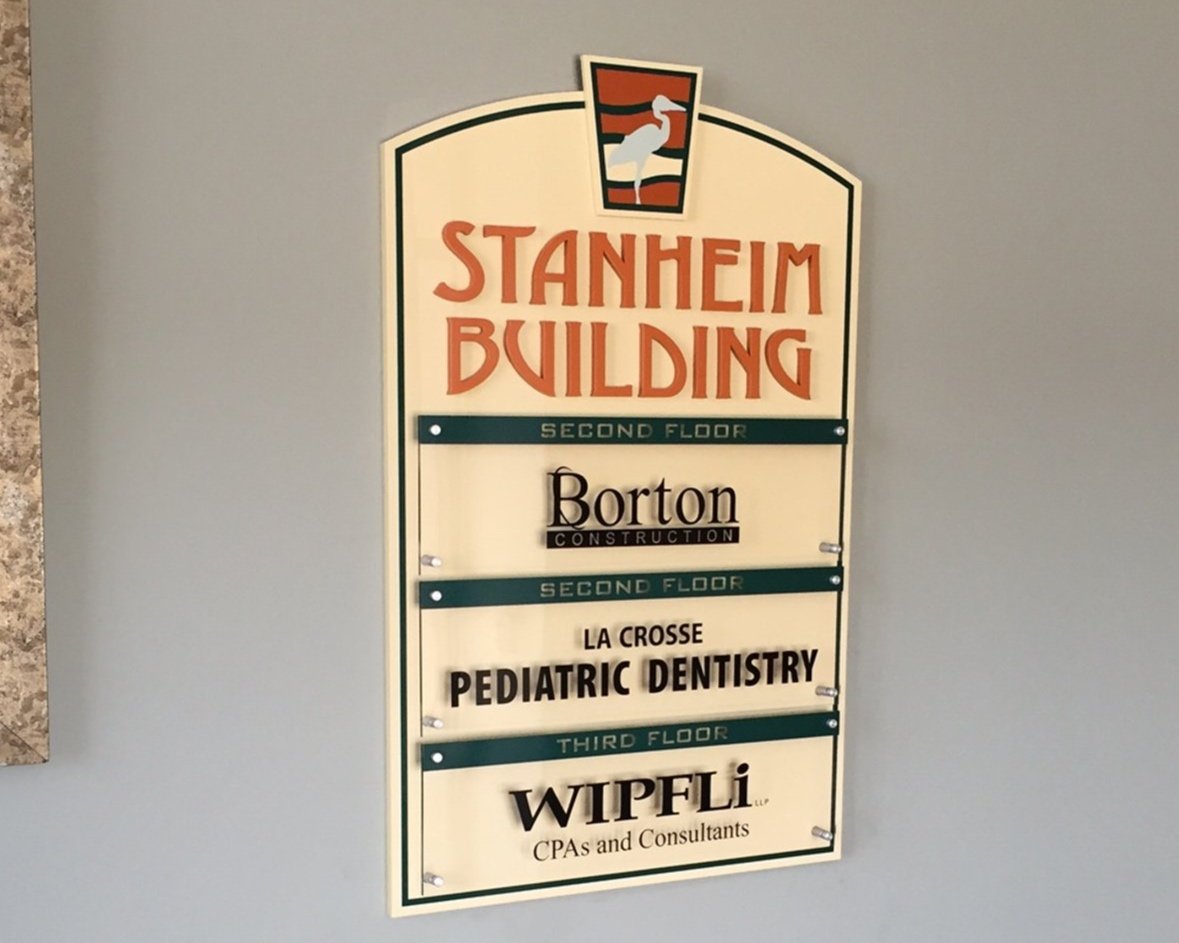 STANHEIM
BUILDING
SECOND FLOOR
Borton
CONSTRUCTION
SECOND FLOOR
LA CROSSE
PEDIATRIC DENTISTRY
THIRD FLOOR
WIPFLi LLP
CPAs and Consultants